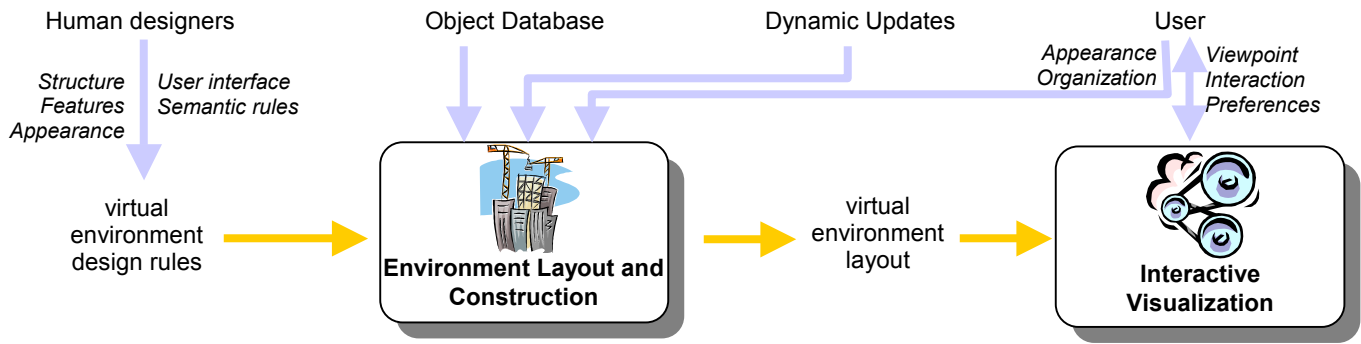 Human designers
Object Database
Dynamic Updates
User
Structure
Features
Appearance
User interface
Semantic rules
Appearance
Organization
Viewpoint
Interaction
Preferences
virtual
environment
design rules
Environment Layout and
Construction
virtual
environment
layout
Interactive
Visualization